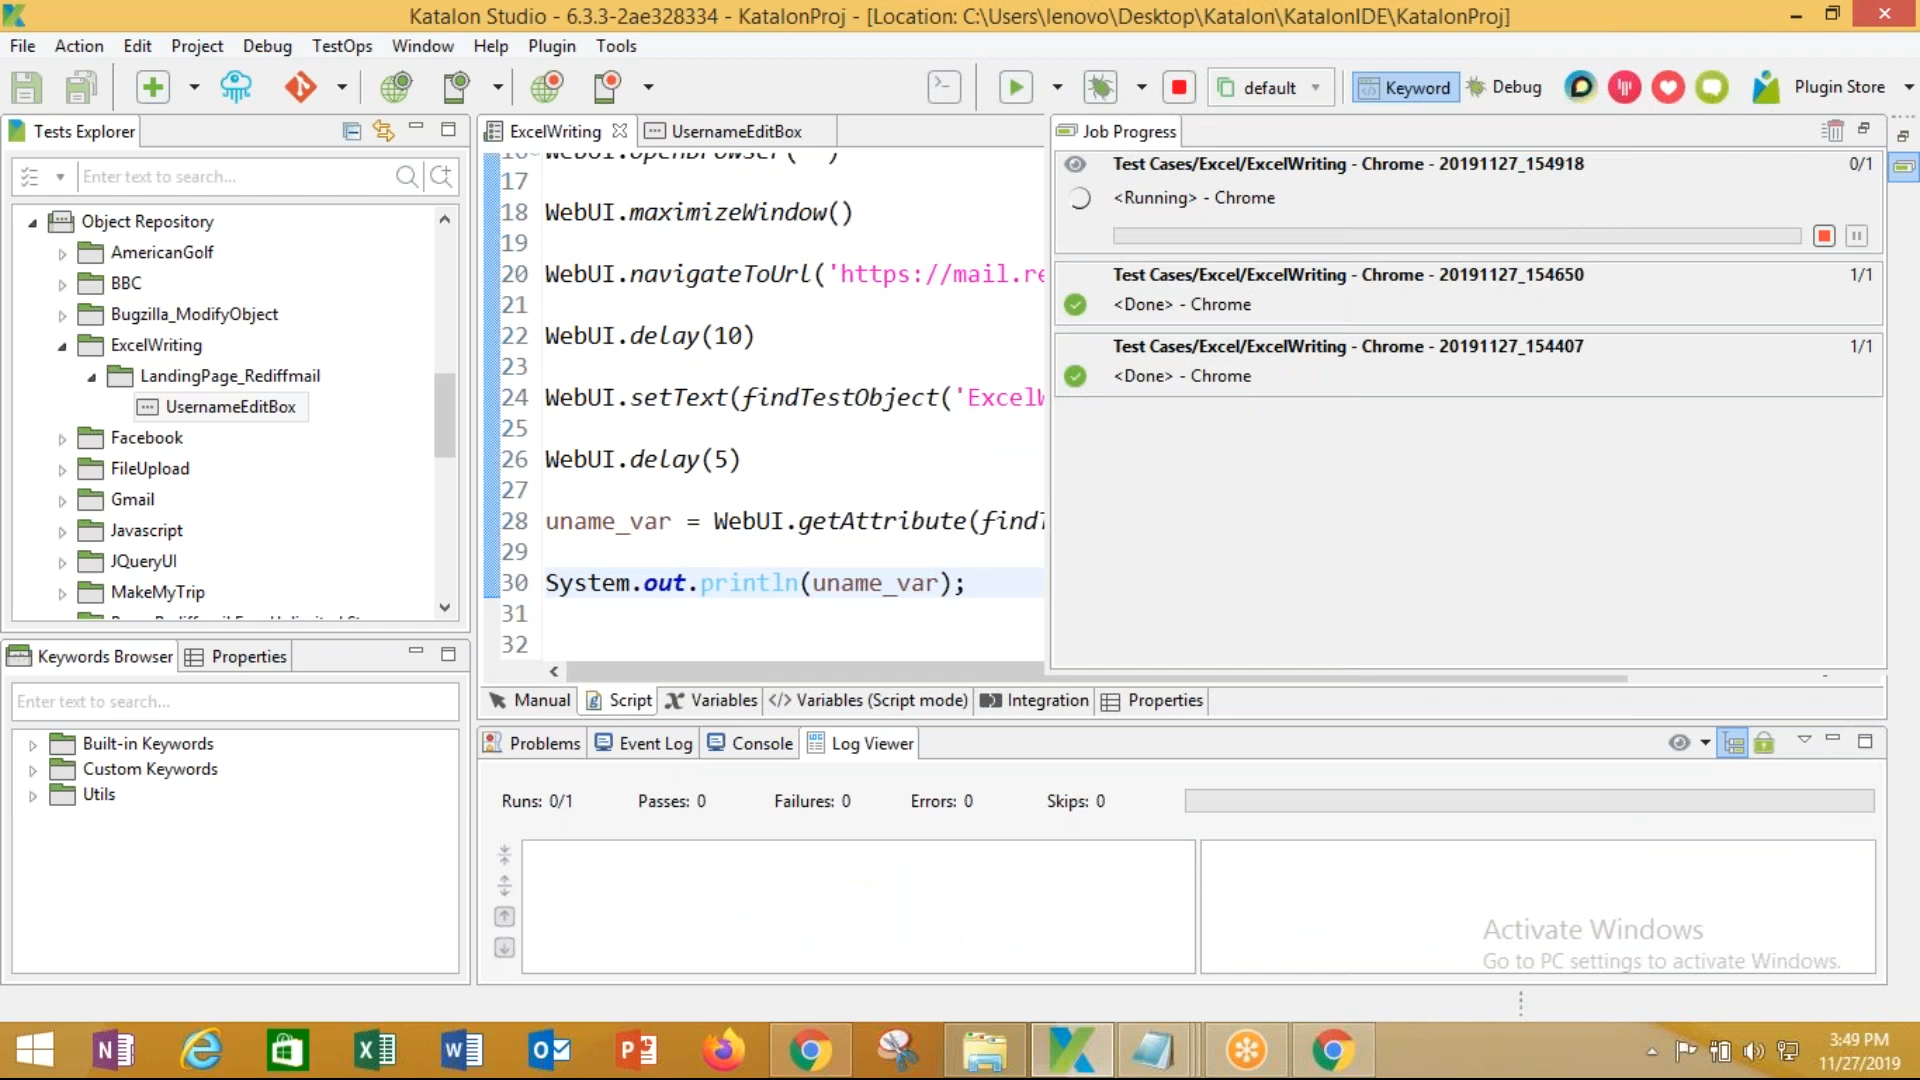 Katalon Studio - 6.3.3-2ae328334 - KatalonProj - [Location: C:\Users\lenovo\Desktop\Katalon\KatalonIDE\KatalonProj]
File Action Edit Project Debug TestOps Window Help Plugin Tools
default
Keyword
Debug
Plugin Store
Tests Explorer
Enter text to search...
Object Repository
AmericanGolf
BBC
Bugzilla_ModifyObject
ExcelWriting
LandingPage_Rediffmail
UsernameEditBox
Facebook
FileUpload
Gmail
Javascript
JQueryUI
MakeMyTrip
Keywords Browser
Properties
Enter text to search...
Built-in Keywords
Custom Keywords
Utils
ExcelWriting
UsernameEditBox
16 WebUI.openBrowser('')
17
18 WebUI.maximizeWindow()
19
20 WebUI.navigateToUrl('https://mail.re
21
22 WebUI.delay(10)
23
24 WebUI.setText(findTestObject('ExcelW
25
26 WebUI.delay(5)
27
28 uname_var = WebUI.getAttribute(findT
29
30 System.out.println(uname_var);
31
32
Manual Script Variables </> Variables (Script mode) Integration Properties
Job Progress
Test Cases/Excel/ExcelWriting - Chrome - 20191127_154918 0/1
<Running> - Chrome
Test Cases/Excel/ExcelWriting - Chrome - 20191127_154650 1/1
<Done> - Chrome
Test Cases/Excel/ExcelWriting - Chrome - 20191127_154407 1/1
<Done> - Chrome
Problems Event Log Console Log Viewer
Runs: 0/1 Passes: 0 Failures: 0 Errors: 0 Skips: 0
Activate Windows
Go to PC settings to activate Windows.
3:49 PM
11/27/2019